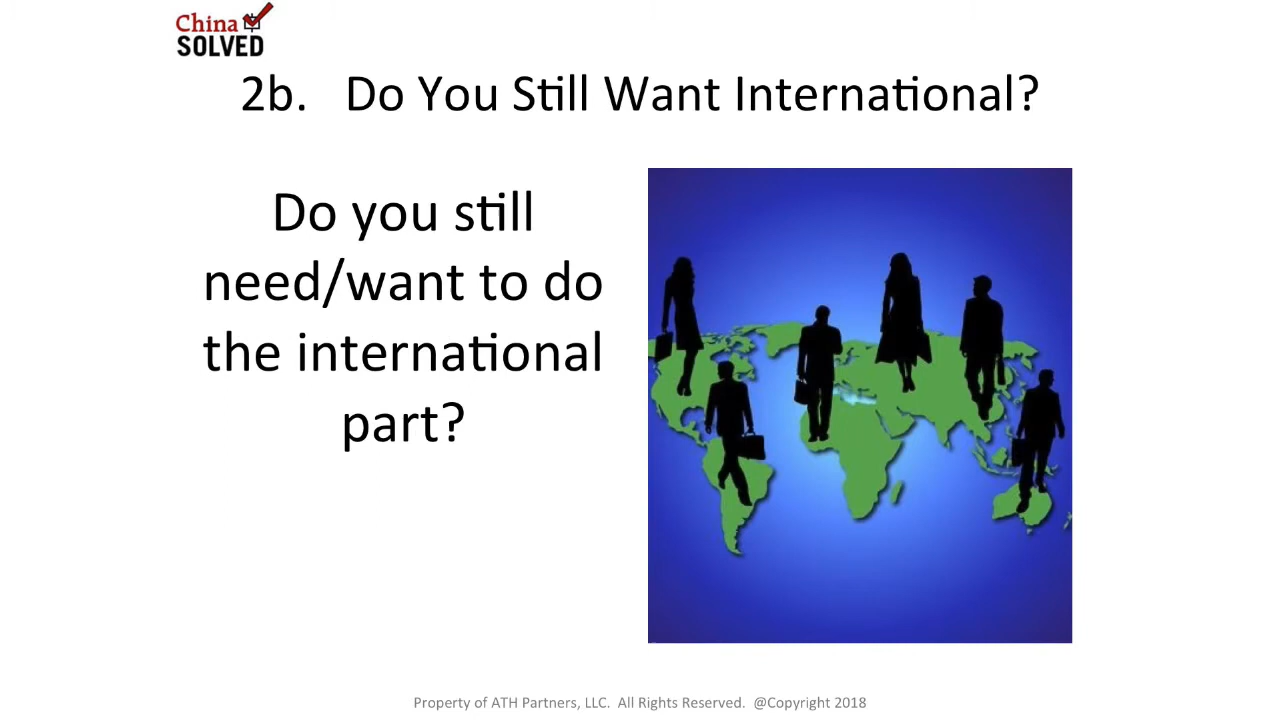 China
SOLVED
2b. Do You Still Want International?
Do you still
need/want to do
the international
part?
Property of ATH Partners, LLC. All Rights Reserved. @Copyright 2018